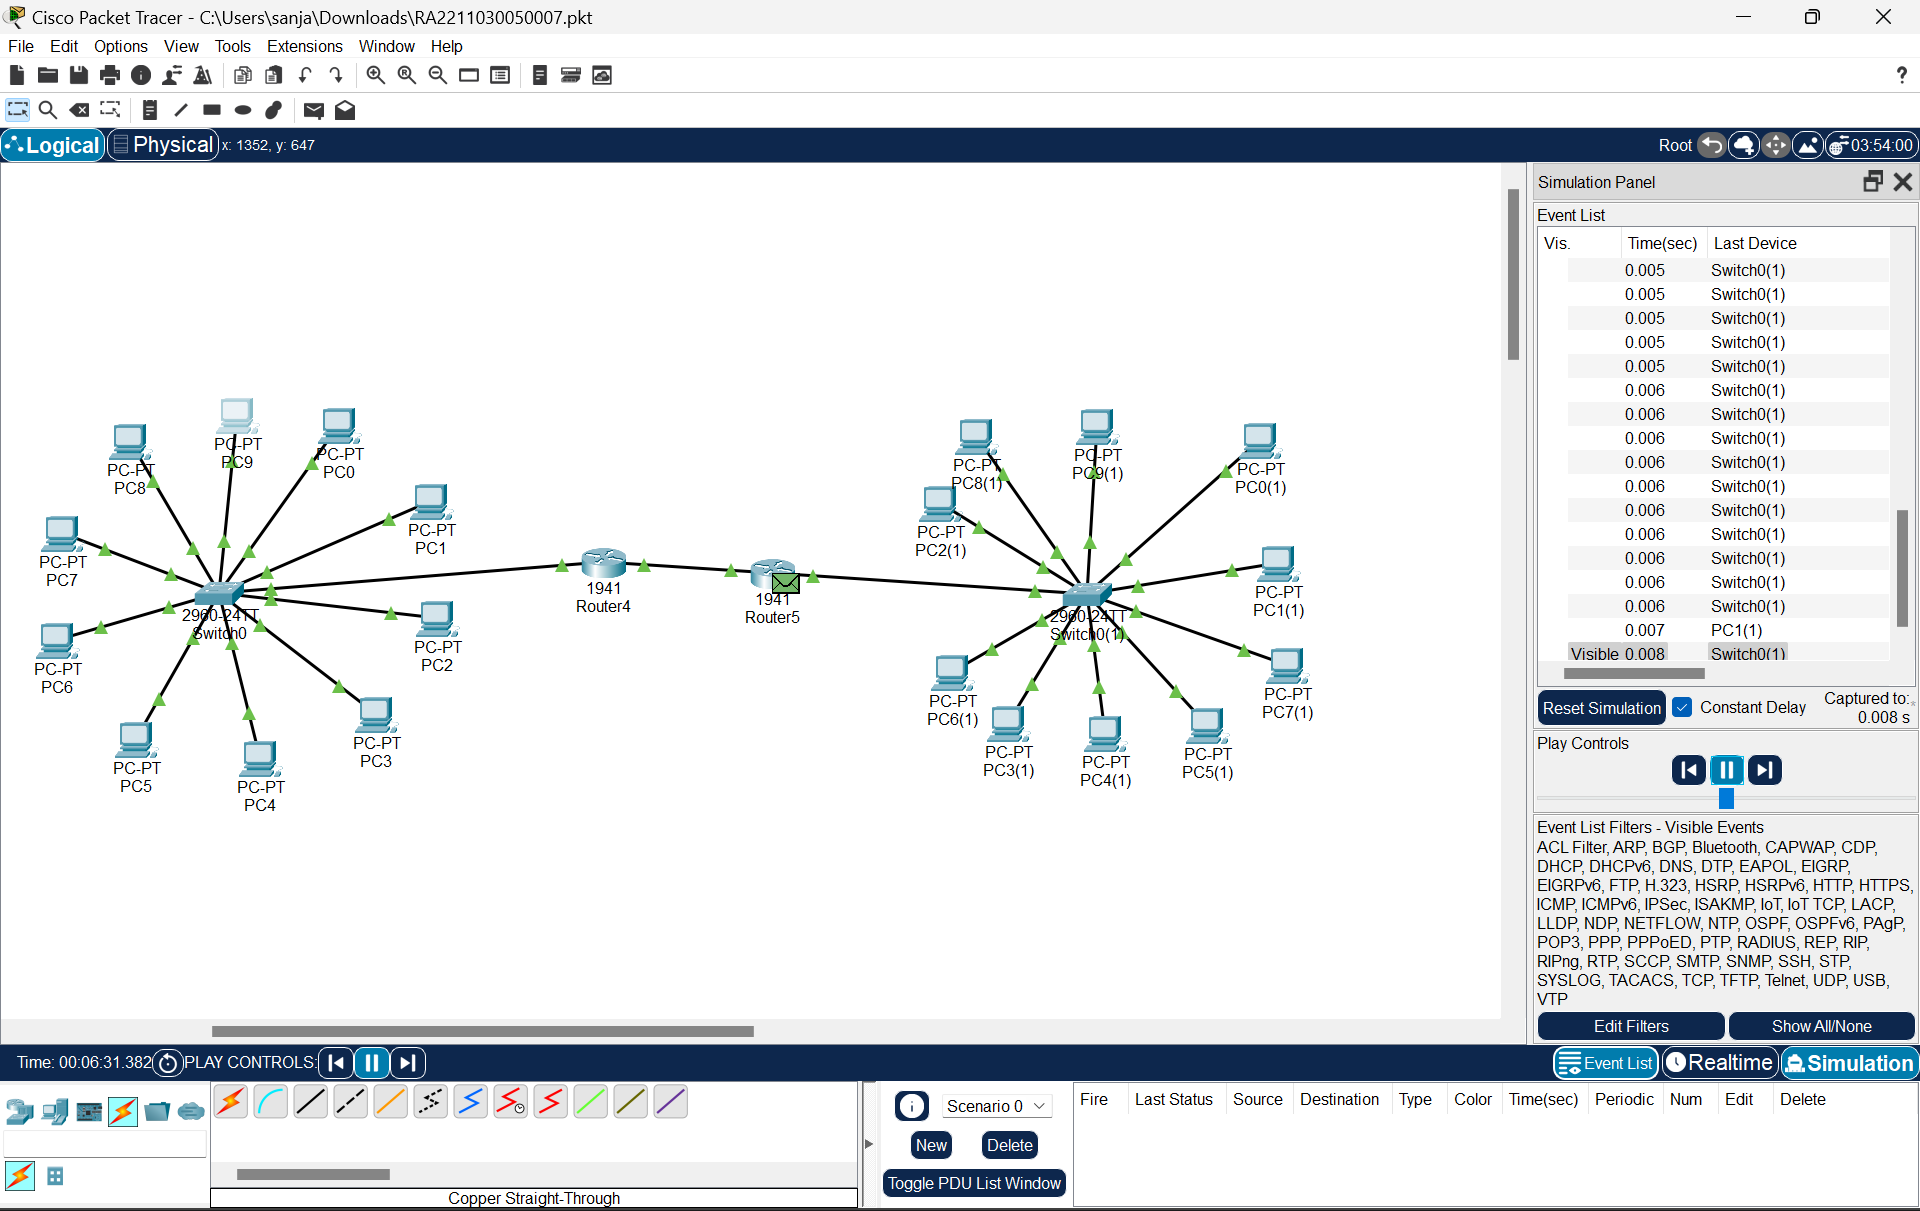 Cisco Packet Tracer - C:\Users\sanja\Downloads\RA2211030050007.pkt
File Edit Options View Tools Extensions Window Help
?
Logical Physical x: 1352, y: 647 Root 03:54:00
Simulation Panel
Event List
Vis. Time(sec) Last Device
0.005 Switch0(1)
0.005 Switch0(1)
0.005 Switch0(1)
0.005 Switch0(1)
0.005 Switch0(1)
0.006 Switch0(1)
0.006 Switch0(1)
0.006 Switch0(1)
0.006 Switch0(1)
0.006 Switch0(1)
0.006 Switch0(1)
0.006 Switch0(1)
0.006 Switch0(1)
0.006 Switch0(1)
0.006 Switch0(1)
0.007 PC1(1)
Visible 0.008 Switch0(1)
Reset Simulation Constant Delay Captured to:
0.008 s
Play Controls
Event List Filters - Visible Events
ACL Filter, ARP, BGP, Bluetooth, CAPWAP, CDP,
DHCP, DHCPv6, DNS, DTP, EAPOL, EIGRP,
EIGRPv6, FTP, H.323, HSRP, HSRPv6, HTTP, HTTPS,
ICMP, ICMPv6, IPSec, ISAKMP, IoT, IoT TCP, LACP,
LLDP, NDP, NETFLOW, NTP, OSPF, OSPFv6, PAgP,
POP3, PPP, PPPoED, PTP, RADIUS, REP, RIP,
RIPng, RTP, SCCP, SMTP, SNMP, SSH, STP,
SYSLOG, TACACS, TCP, TFTP, Telnet, UDP, USB,
VTP
Edit Filters Show All/None
PC-PT
PC8
PC-PT
PC9
PC-PT
PC0
PC-PT
PC1
PC-PT
PC7
2960-24TT
Switch0
PC-PT
PC2
PC-PT
PC6
PC-PT
PC3
PC-PT
PC5
PC-PT
PC4
1941
Router4
1941
Router5
PC-PT
PC8(1)
PC-PT
PC9(1)
PC-PT
PC0(1)
PC-PT
PC2(1)
PC-PT
PC1(1)
2960-24TT
Switch0(1)
PC-PT
PC6(1)
PC-PT
PC7(1)
PC-PT
PC3(1)
PC-PT
PC4(1)
PC-PT
PC5(1)
Time: 00:06:31.382 PLAY CONTROLS: Event List Realtime Simulation
Scenario 0
New Delete
Toggle PDU List Window
Fire Last Status Source Destination Type Color Time(sec) Periodic Num Edit Delete
Copper Straight-Through